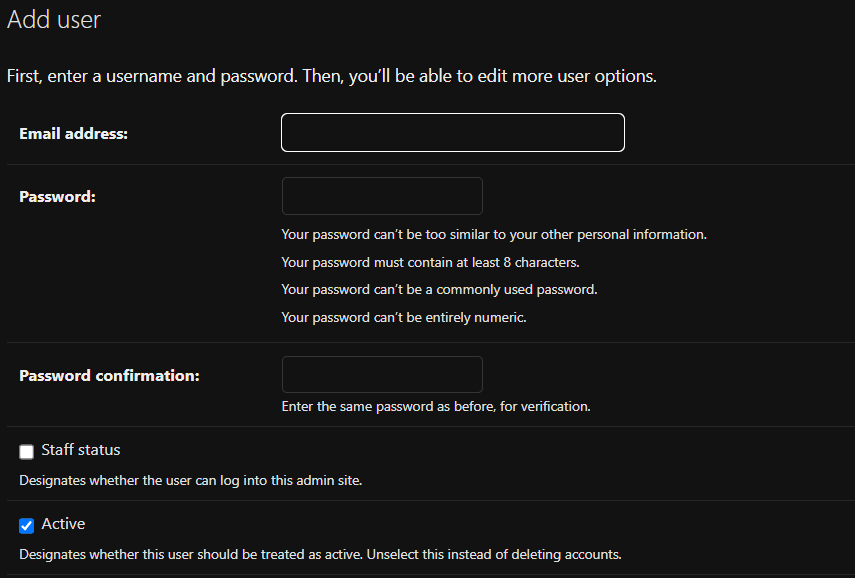 Add user
First, enter a username and password. Then, you’ll be able to edit more user options.
Email address:
Password:
Your password can’t be too similar to your other personal information.
Your password must contain at least 8 characters.
Your password can’t be a commonly used password.
Your password can’t be entirely numeric.
Password confirmation:
Enter the same password as before, for verification.
Staff status
Designates whether the user can log into this admin site.
Active
Designates whether this user should be treated as active. Unselect this instead of deleting accounts.